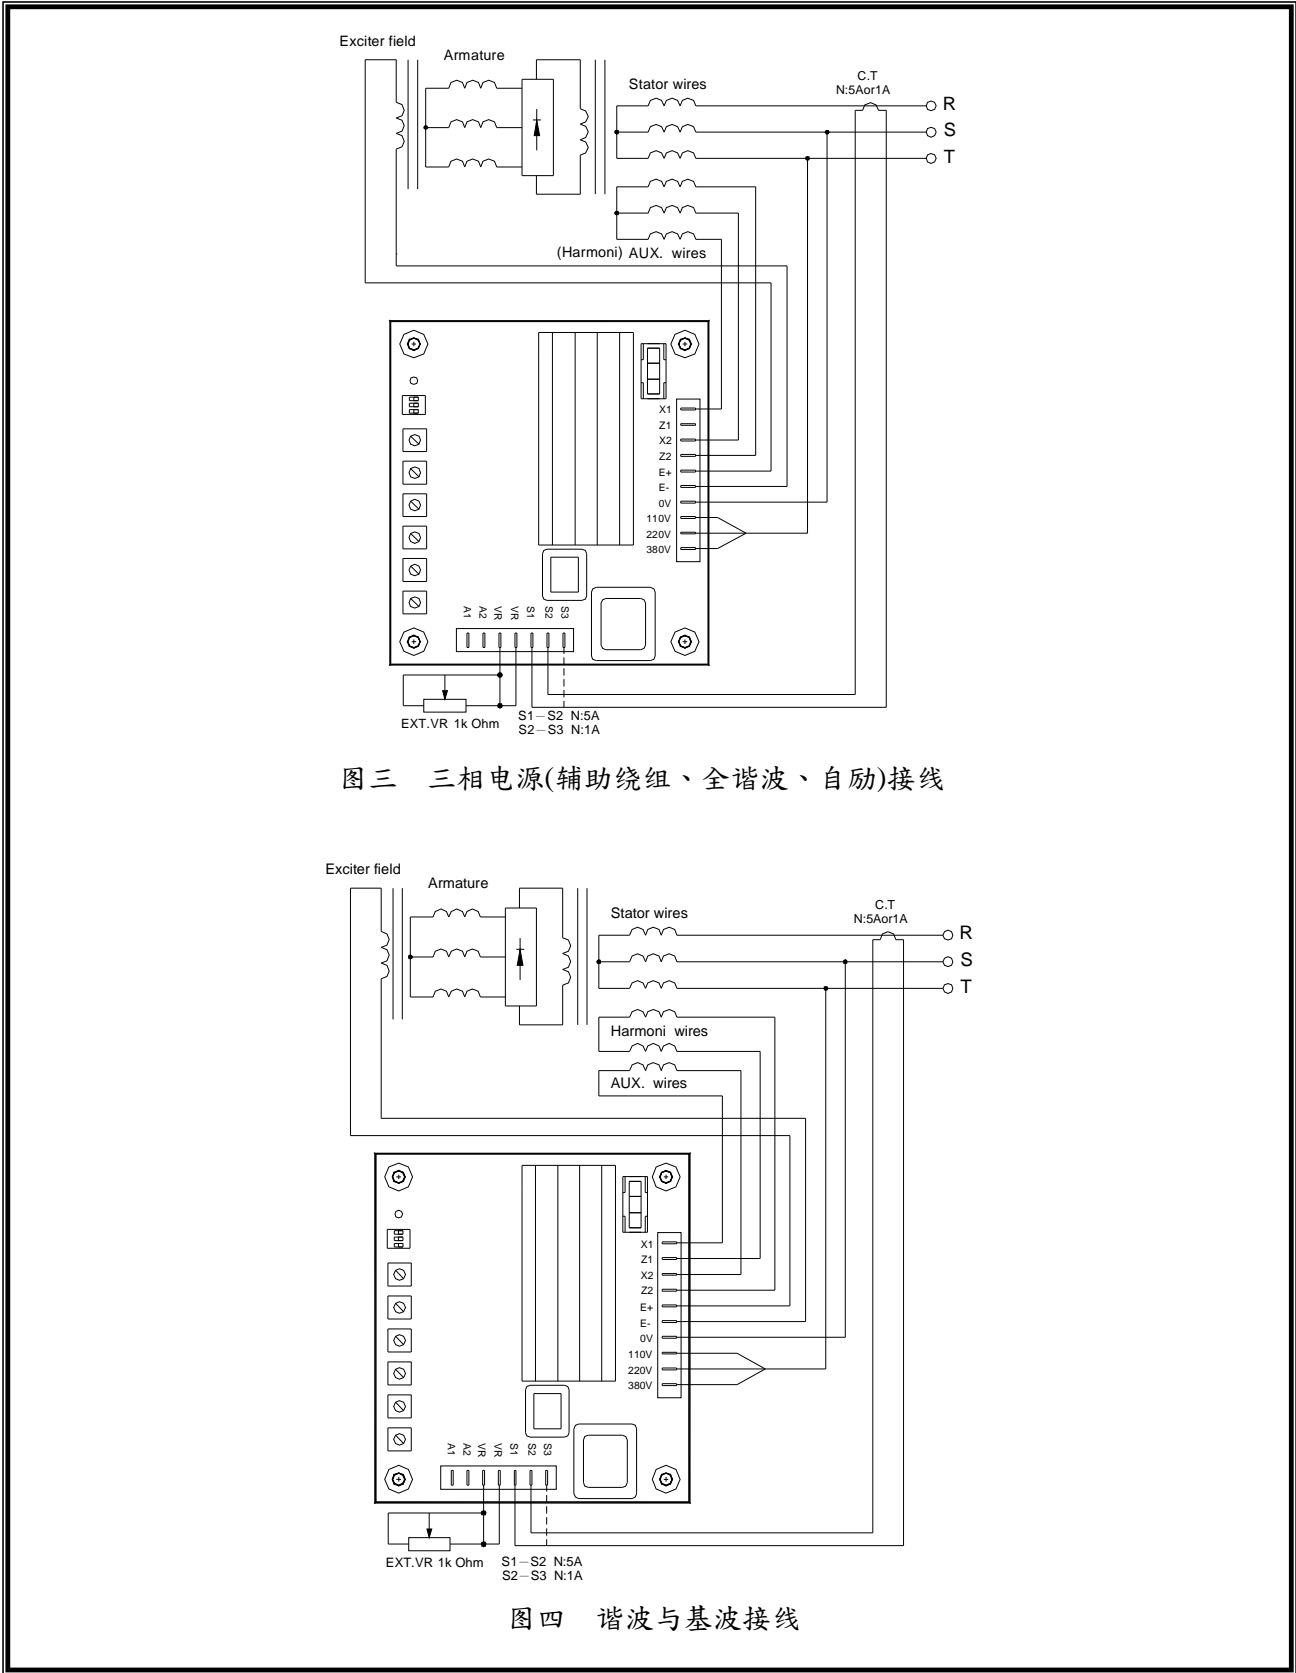 Exciter field
Armature
Stator wires
C.T
N:5Aor1A
R
S
T
(Harmoni) AUX. wires
X1
Z1
X2
Z2
E+
E-
0V
110V
220V
380V
A1 A2 VR VR S1 S2 S3
EXT.VR 1k Ohm
S1－S2 N:5A
S2－S3 N:1A
图三 三相电源(辅助绕组、全谐波、自励)接线
Exciter field
Armature
Stator wires
C.T
N:5Aor1A
R
S
T
Harmoni wires
AUX. wires
X1
Z1
X2
Z2
E+
E-
0V
110V
220V
380V
A1 A2 VR VR S1 S2 S3
EXT.VR 1k Ohm
S1－S2 N:5A
S2－S3 N:1A
图四 谐波与基波接线